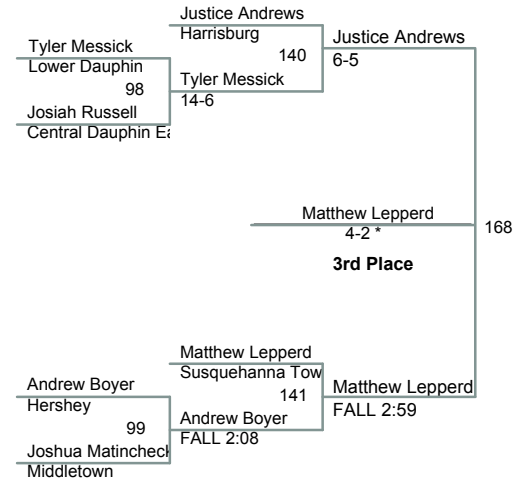 Justice Andrews
Harrisburg
Tyler Messick
Lower Dauphin
140
Justice Andrews
6-5
98
Tyler Messick
14-6
Josiah Russell
Central Dauphin Ea
Matthew Lepperd
4-2 *
168
3rd Place
Matthew Lepperd
Susquehanna Tow
Andrew Boyer
Hershey
141
Matthew Lepperd
FALL 2:59
99
Andrew Boyer
FALL 2:08
Joshua Matincheck
Middletown